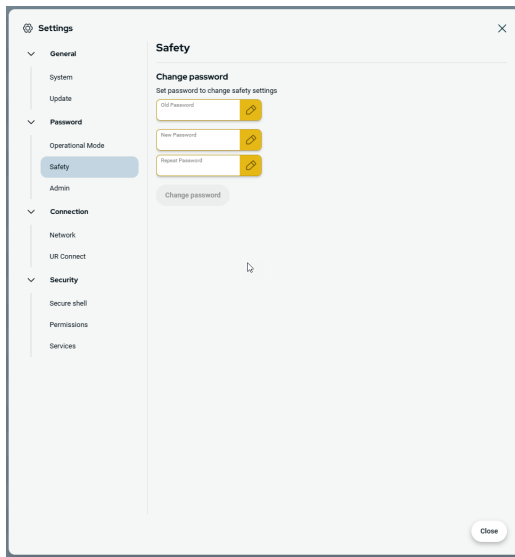 Settings
General
System
Update
Password
Operational Mode
Safety
Admin
Connection
Network
UR Connect
Security
Secure shell
Permissions
Services
Safety
Change password
Set password to change safety settings
Old Password
New Password
Repeat Password
Change password
Close